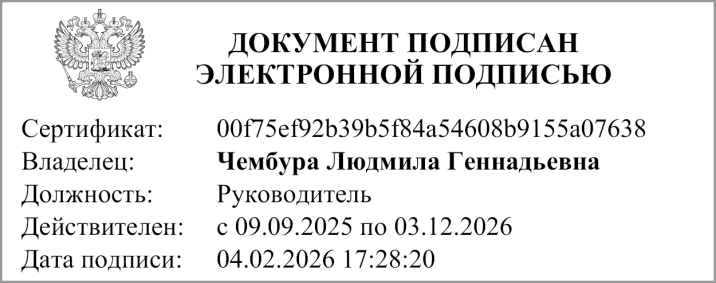 ДОКУМЕНТ ПОДПИСАН
ЭЛЕКТРОННОЙ ПОДПИСЬЮ
Сертификат: 00f75ef92b39b5f84a54608b9155a07638
Владелец: Чембура Людмила Геннадьевна
Должность: Руководитель
Действителен: с 09.09.2025 по 03.12.2026
Дата подписи: 04.02.2026 17:28:20